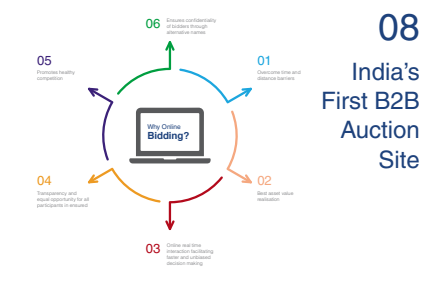 06
Ensures confidentiality
of bidders through
alternative names
01
Overcome time and
distance barriers
02
Best asset value
realisation
03
Online real time
interaction facilitating
faster and unbiased
decision making
04
Transparency and
equal opportunity for all
participants in ensured
05
Promotes healthy
competition
Why Online
Bidding?
08
India's
First B2B
Auction
Site